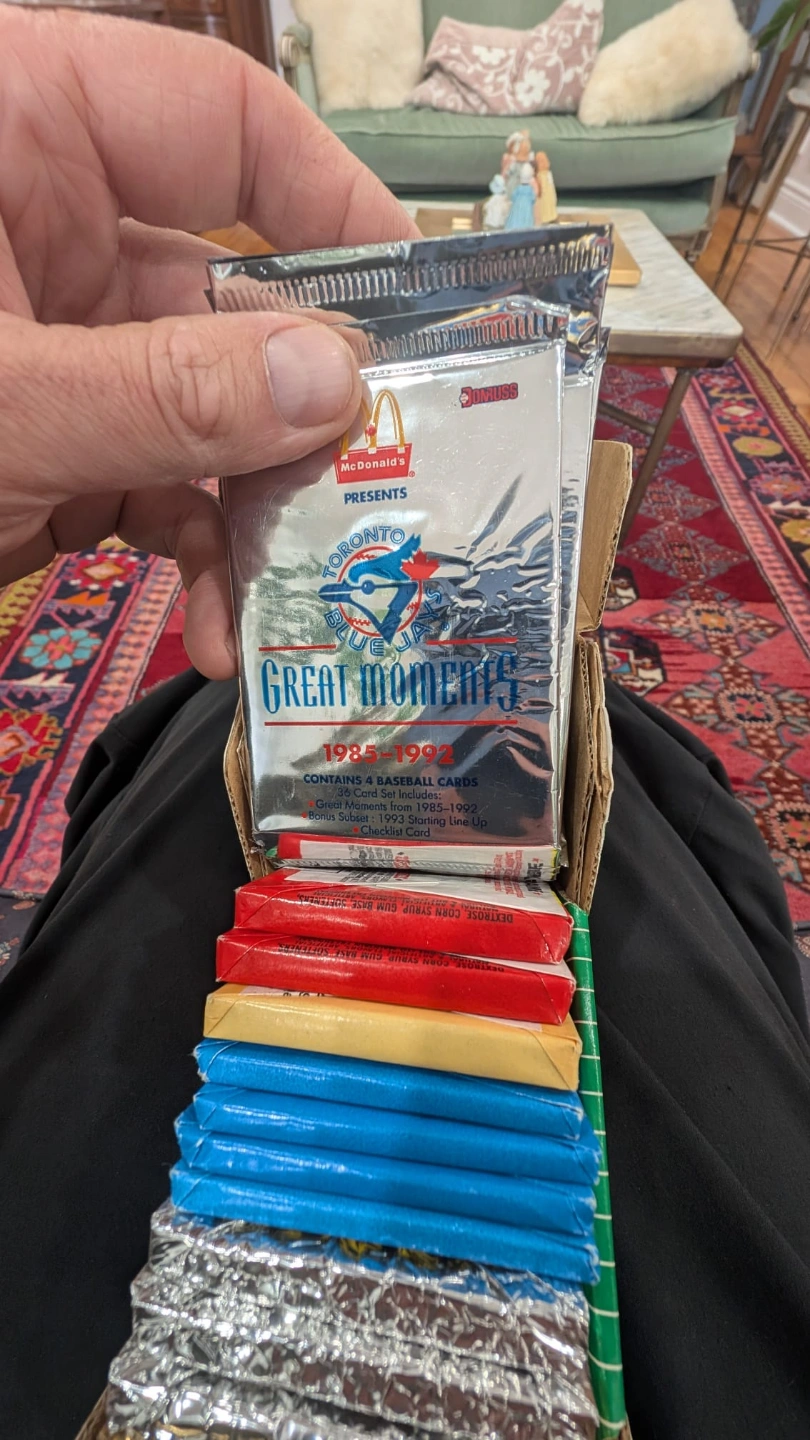 DONRUSS
McDonald's
PRESENTS
TORONTO
BLUE JAYS
GREAT MOMENTS
1985-1992
CONTAINS 4 BASEBALL CARDS
36 Card Set Includes:
• Great Moments from 1985-1992
• Bonus Subset : 1993 Starting Line Up
• Checklist Card
DEXTROSE, CORN SYRUP, GUM BASE, SOFTENERS,
NATURAL & ARTIFICIAL
DEXTROSE, CORN SYRUP, GUM BASE,
SOFTENERS,